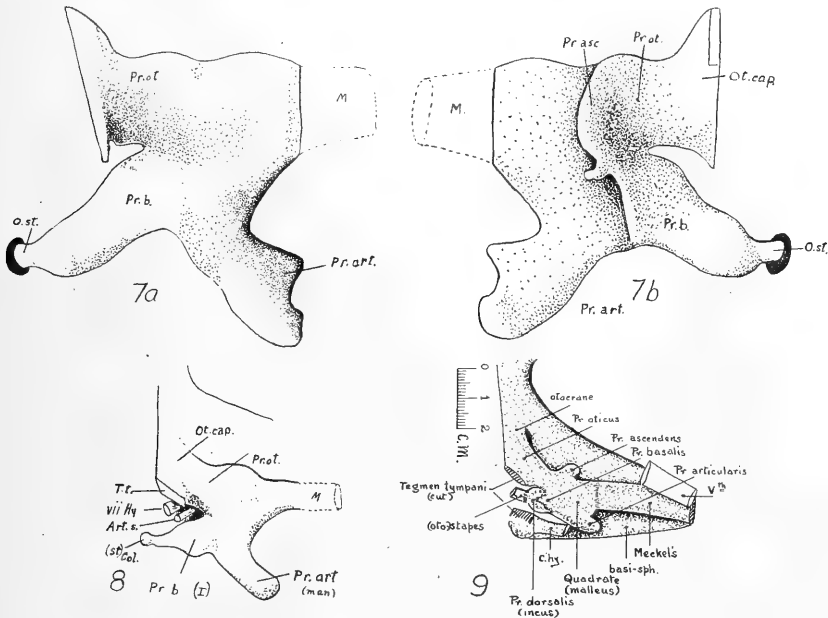 Pr.ot
M
Pr.b.
O.st.
Pr.art.
7a
Pr asc
Pr.ot.
Ot.cap.
M.
Pr.b.
O.st.
7b
Pr. art.
Ot.cap.
Pr.ot.
T.t.
vii Hy
Art.s.
(st)Col.
M
8
Pr b (I)
Pr. art
(man)
0
1
2
C.M.
otocrane
Pr oticus
Pr. ascendens
Pr. basalis
Pr articularis
Tegmen tympani
(cut)
V
(oto)stapes
C.hy.
Meckel's
basi-sph.
9
Quadrate
(malleus)
Pr. dorsalis
(incus)